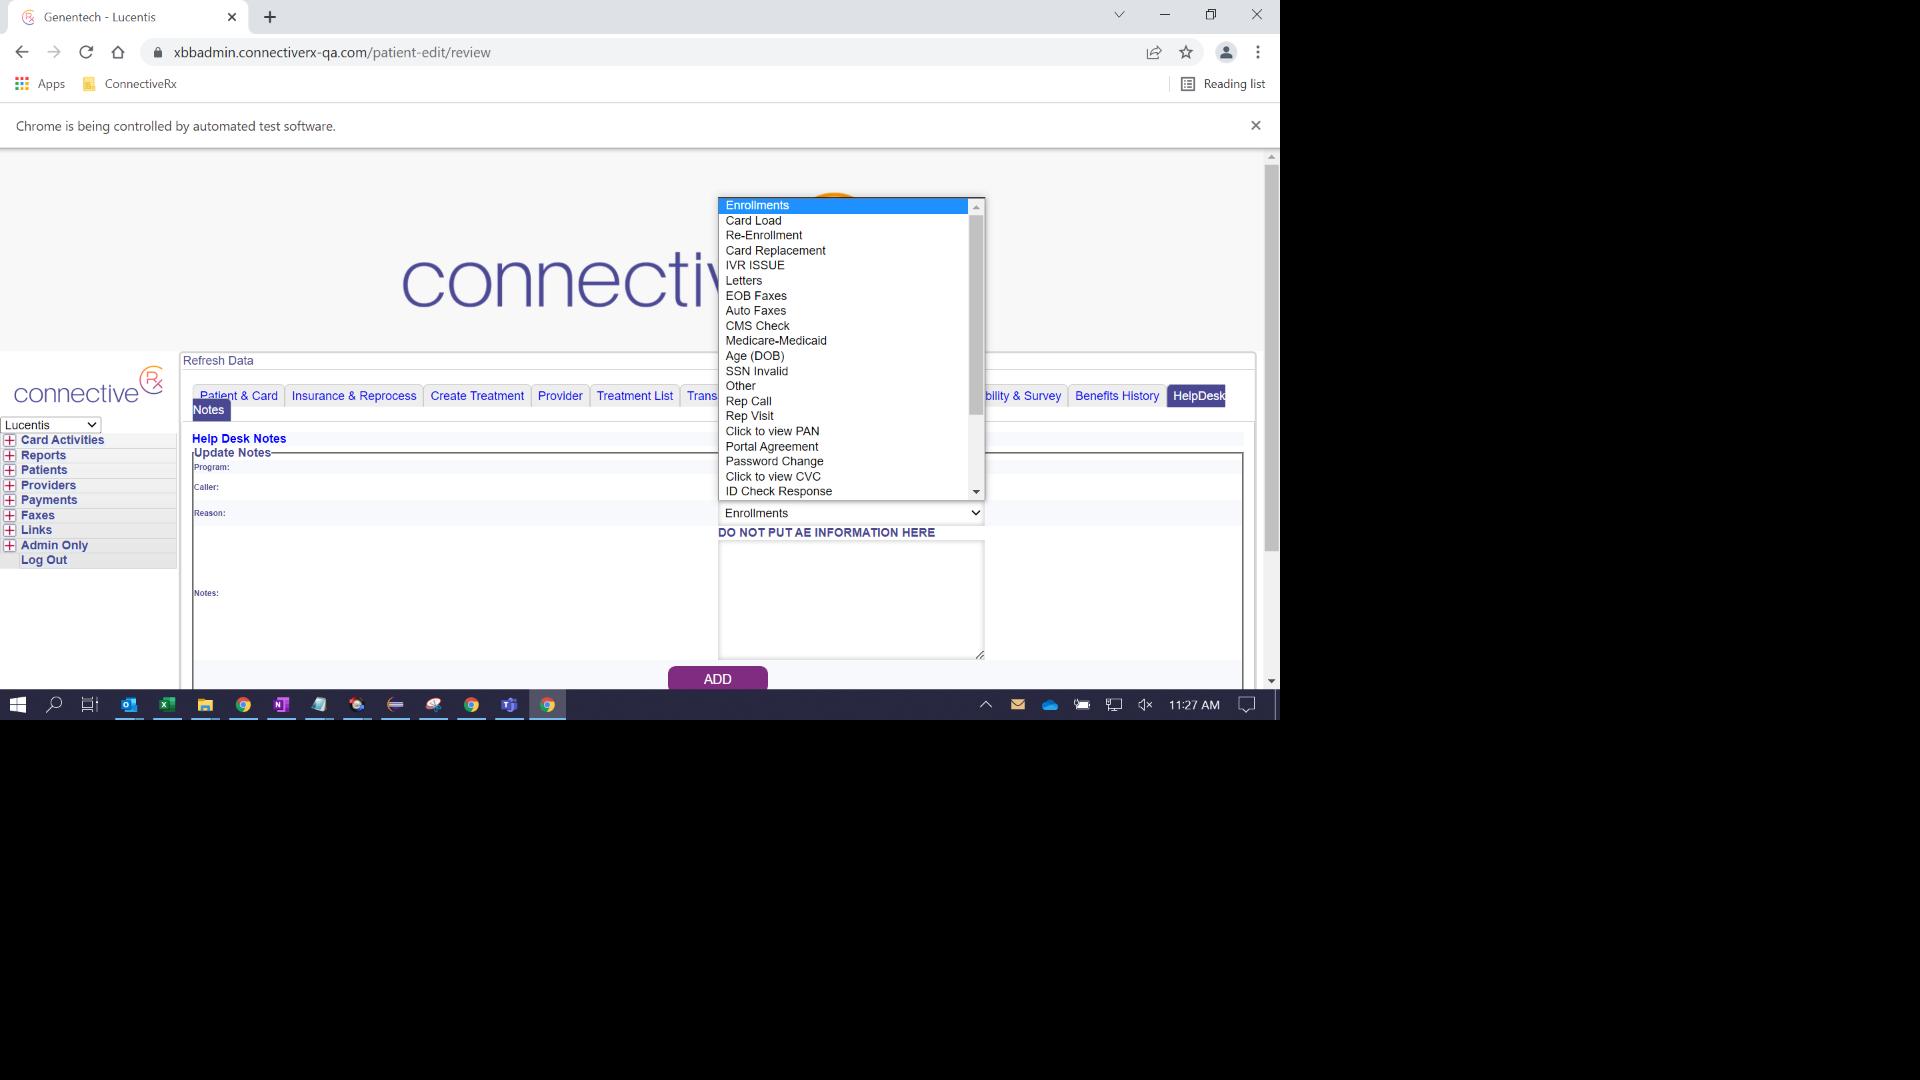 Genentech - Lucentis
xbbadmin.connectiverx-qa.com/patient-edit/review
Apps
ConnectiveRx
Reading list
Chrome is being controlled by automated test software.
connectiv
Enrollments
Card Load
Re-Enrollment
Card Replacement
IVR ISSUE
Letters
EOB Faxes
Auto Faxes
CMS Check
Medicare-Medicaid
Age (DOB)
SSN Invalid
Other
Rep Call
Rep Visit
Click to view PAN
Portal Agreement
Password Change
Click to view CVC
ID Check Response
connective Rx
Lucentis
Card Activities
Reports
Patients
Providers
Payments
Faxes
Links
Admin Only
Log Out
Refresh Data
Patient & Card Insurance & Reprocess Create Treatment Provider Treatment List Trans bility & Survey Benefits History HelpDesk
Notes
Help Desk Notes
Update Notes
Program:
Caller:
Reason:
Enrollments
DO NOT PUT AE INFORMATION HERE
Notes:
ADD
11:27 AM